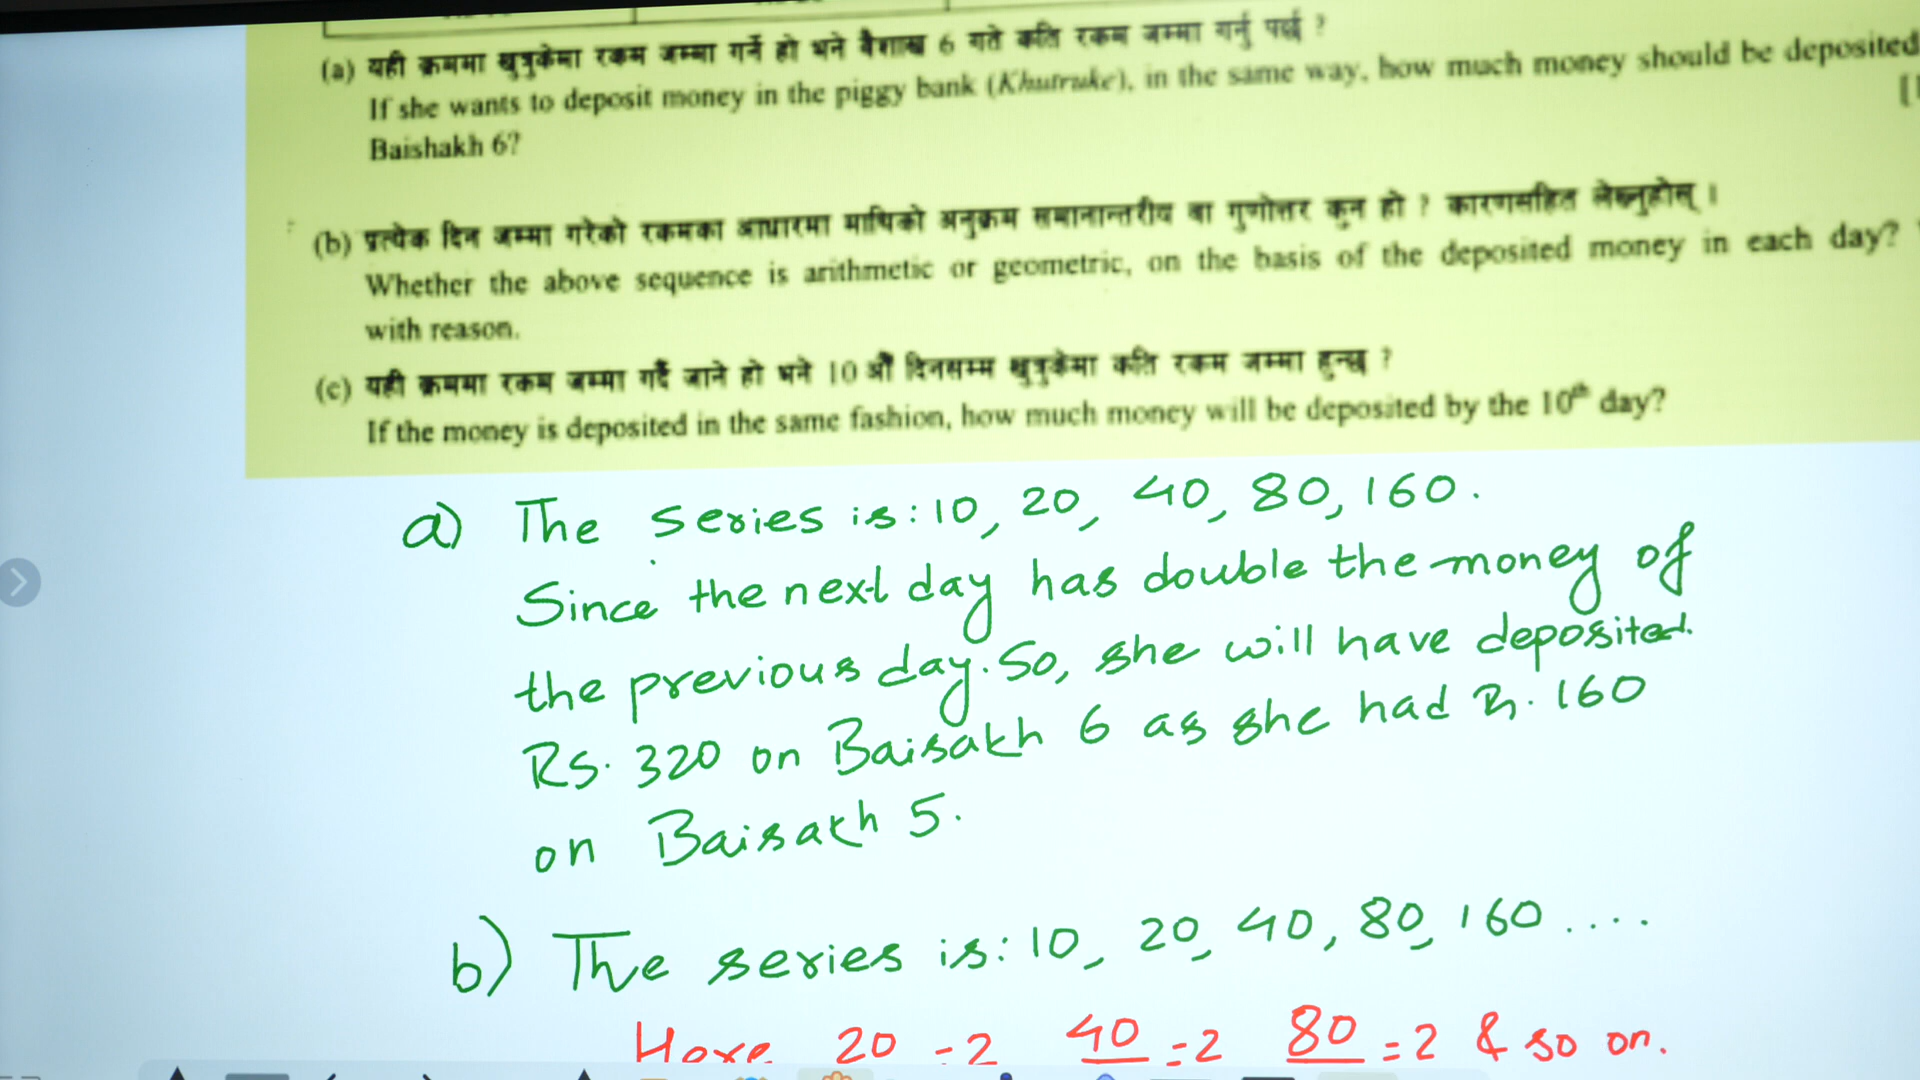 (a) यही क्रममा खुत्रुकेमा रकम जम्मा गर्ने हो भने वैशाख 6 गते कति रकम जम्मा गर्नु पर्छ ?
If she wants to deposit money in the piggy bank (Khutruke), in the same way, how much money should be deposited
Baishakh 6?
(b) प्रत्येक दिन जम्मा गरेको रकमका आधारमा माथिको अनुक्रम समानान्तरीय वा गुणोत्तर कुन हो ? कारणसहित लेख्नुहोस् ।
Whether the above sequence is arithmetic or geometric, on the basis of the deposited money in each day?
with reason.
(c) यही क्रममा रकम जम्मा गर्दै जाने हो भने 10 औं दिनसम्म खुत्रुकेमा कति रकम जम्मा हुन्छ ?
If the money is deposited in the same fashion, how much money will be deposited by the 10th day?
a) The series is: 10, 20, 40, 80, 160.
Since the next day has double the money of
the previous day. So, she will have deposited
Rs. 320 on Baisakh 6 as she had Rs. 160
on Baisakh 5.
b) The series is: 10, 20, 40, 80, 160 ....
Here 20 = 2 40 = 2 80 = 2 & so on.